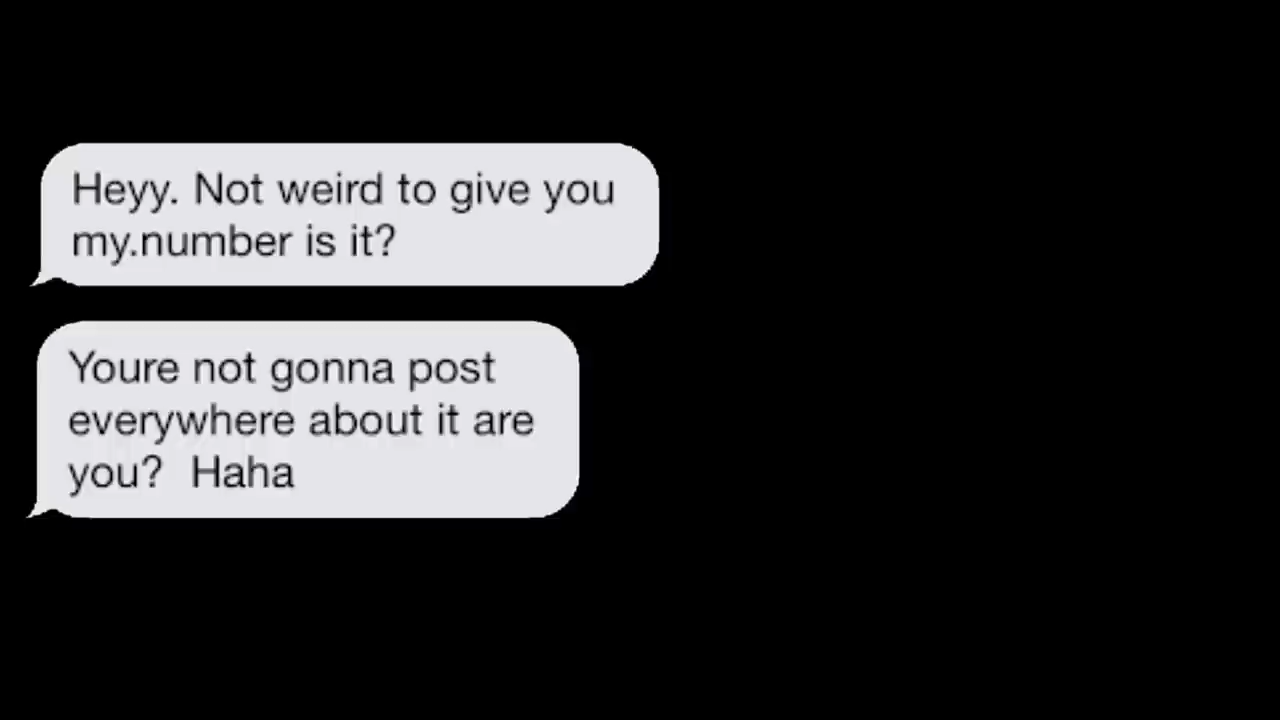 Heyy. Not weird to give you
my.number is it?
Youre not gonna post
everywhere about it are
you?  Haha